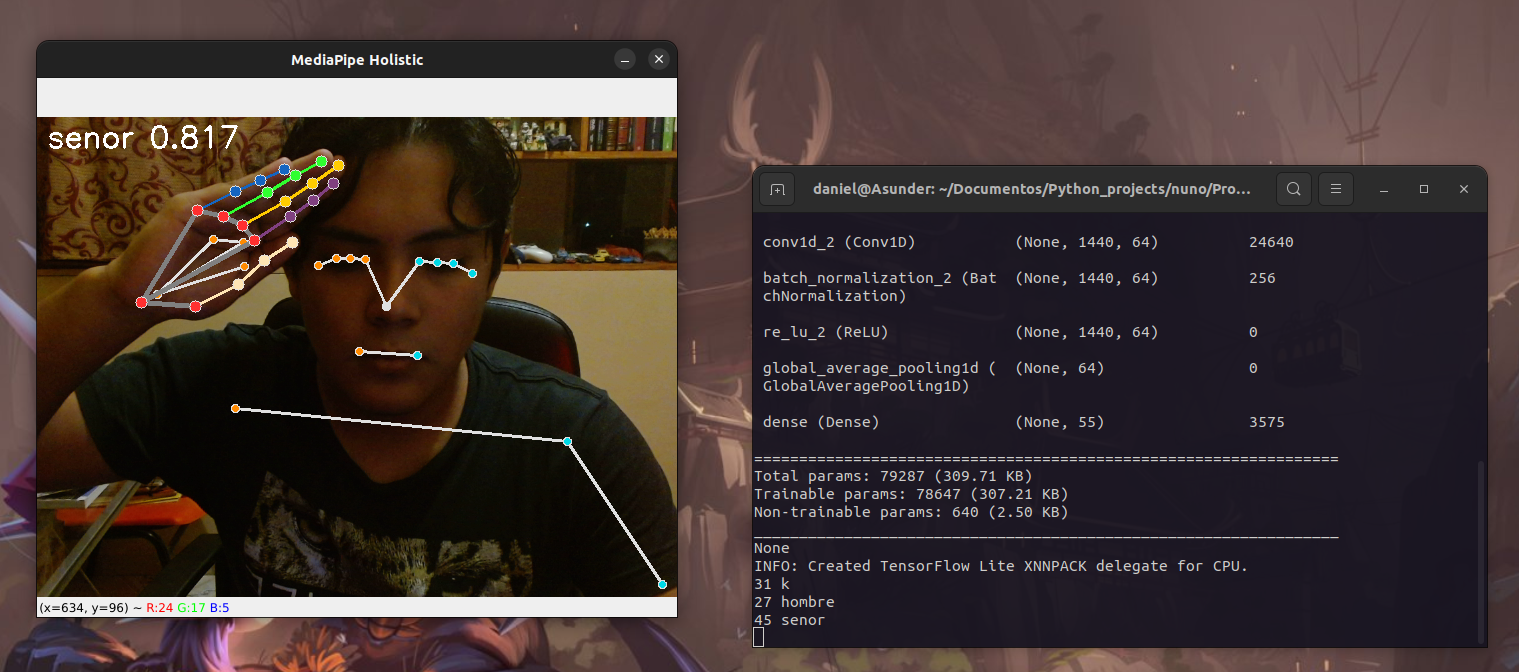 MediaPipe Holistic
senor 0.817
(x=634, y=96) ~ R:24 G:17 B:5
daniel@Asunder: ~/Documentos/Python_projects/nuno/Pro...
conv1d_2 (Conv1D) (None, 1440, 64) 24640
batch_normalization_2 (Bat (None, 1440, 64) 256
chNormalization)
re_lu_2 (ReLU) (None, 1440, 64) 0
global_average_pooling1d ( (None, 64) 0
GlobalAveragePooling1D)
dense (Dense) (None, 55) 3575
=================================================================
Total params: 79287 (309.71 KB)
Trainable params: 78647 (307.21 KB)
Non-trainable params: 640 (2.50 KB)
_________________________________________________________________
None
INFO: Created TensorFlow Lite XNNPACK delegate for CPU.
31 k
27 hombre
45 senor